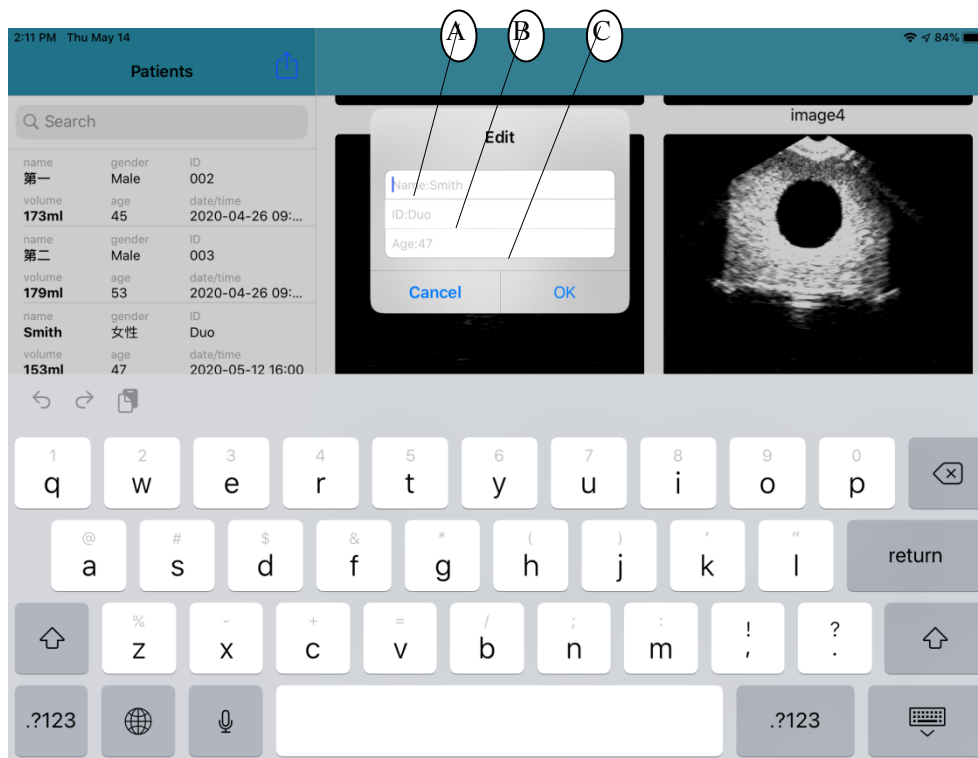 A B C
2:11 PM Thu May 14
84%
Patients
Search
name gender ID
第一 Male 002
volume age date/time
173ml 45 2020-04-26 09:...
name gender ID
第二 Male 003
volume age date/time
179ml 53 2020-04-26 09:...
name gender ID
Smith 女性 Duo
volume age date/time
153ml 47 2020-05-12 16:00
image4
Edit
Name:Smith
ID:Duo
Age:47
Cancel OK
1 2 3 4 5 6 7 8 9 0
q w e r t y u i o p
@ # $ & * ( ) ' "
a s d f g h j k l return
% - + = / ; : ! ?
z x c v b n m , .
.?123 .?123